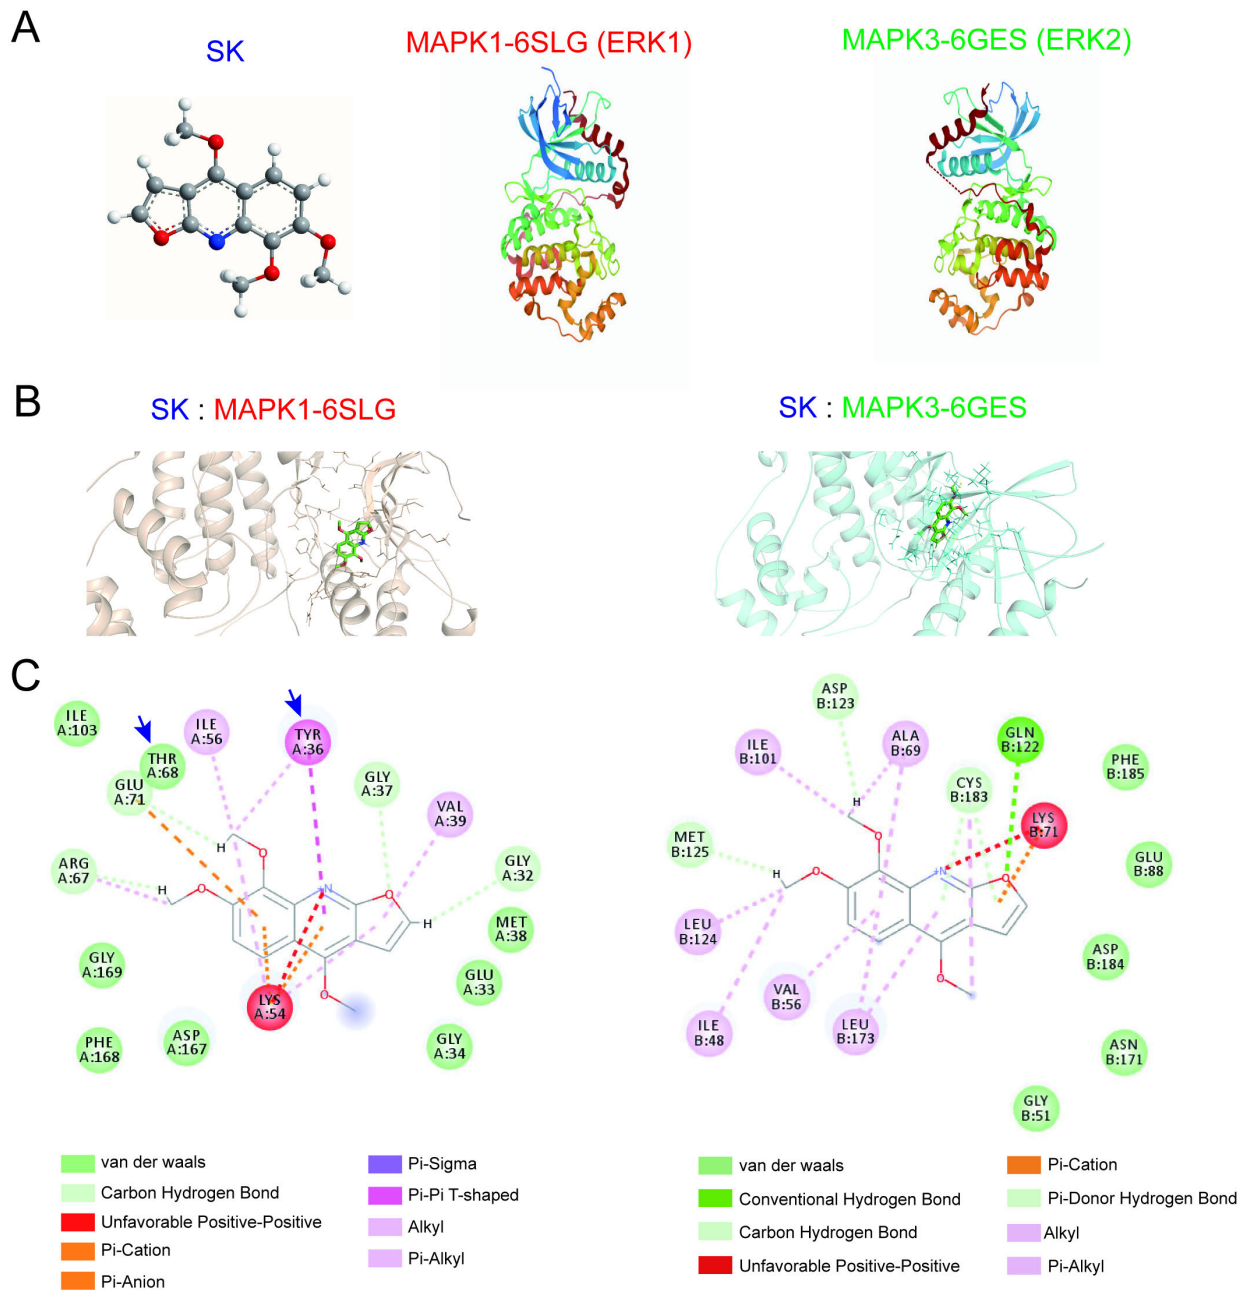 A
SK
MAPK1-6SLG (ERK1)
MAPK3-6GES (ERK2)
B
SK : MAPK1-6SLG
SK : MAPK3-6GES
C
ILE
A:103
THR
A:68
ILE
A:56
TYR
A:36
GLU
A:71
GLY
A:37
VAL
A:39
ARG
A:67
GLY
A:32
MET
A:38
GLY
A:169
GLU
A:33
LYS
A:54
PHE
A:168
ASP
A:167
GLY
A:34
H
O
H
O
+N
O
H
O
ASP
B:123
ILE
B:101
ALA
B:69
GLN
B:122
CYS
B:183
PHE
B:185
LYS
B:71
MET
B:125
GLU
B:88
LEU
B:124
ASP
B:184
VAL
B:56
ILE
B:48
LEU
B:173
ASN
B:171
GLY
B:51
H
O
H
O
+N
O
O
van der waals
Carbon Hydrogen Bond
Unfavorable Positive-Positive
Pi-Cation
Pi-Anion
Pi-Sigma
Pi-Pi T-shaped
Alkyl
Pi-Alkyl
van der waals
Conventional Hydrogen Bond
Carbon Hydrogen Bond
Unfavorable Positive-Positive
Pi-Cation
Pi-Donor Hydrogen Bond
Alkyl
Pi-Alkyl